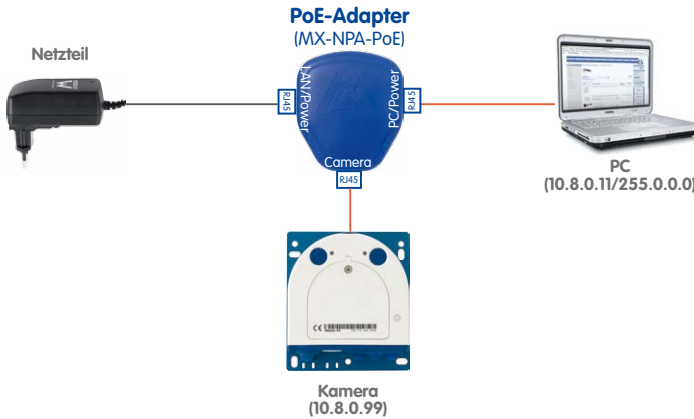 PoE-Adapter
(MX-NPA-PoE)
Netzteil
RJ45
LAN/Power
PC/Power
RJ45
Camera
RJ45
PC
(10.8.0.11/255.0.0.0)
Kamera
(10.8.0.99)